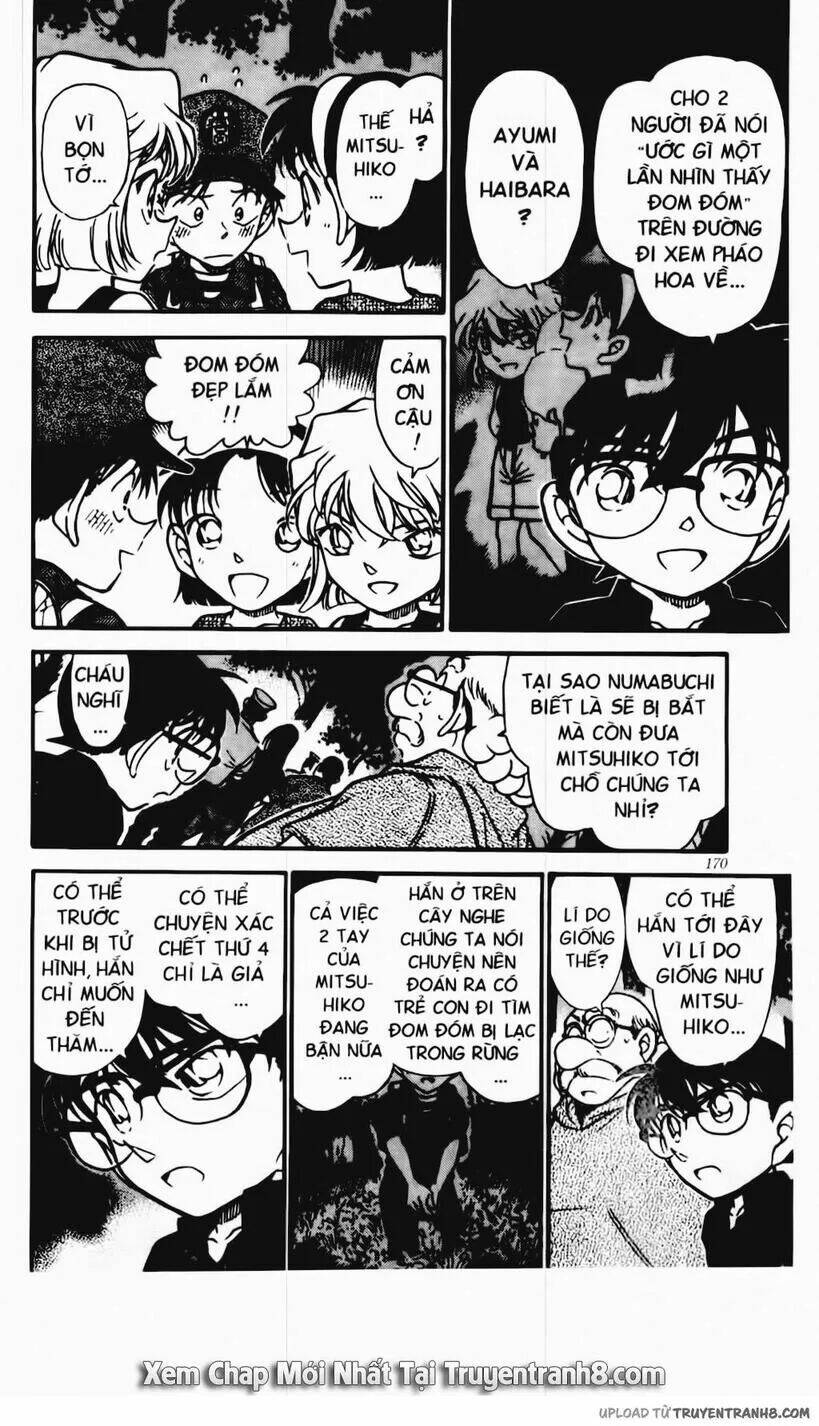 CHO 2
NGƯỜI ĐÃ NÓI
"ƯỚC GÌ MỘT
LẦN NHÌN THẤY
ĐOM ĐÓM"
TRÊN ĐƯỜNG
ĐI XEM PHÁO
HOA VỀ...
AYUMI
VÀ
HAIBARA
?
HẢ
?
THẾ
MITSU-
HIKO
...
VÌ
BỌN
TỚ...
CẢM
ƠN
CẬU
!
ĐOM ĐÓM
ĐẸP LẮM
!!
TẠI SAO NUMABUCHI
BIẾT LÀ SẼ BỊ BẮT
MÀ CÒN ĐƯA
MITSUHIKO TỚI
CHỖ CHÚNG TA
NHỈ?
CHÁU
NGHĨ
...
170
CÓ THỂ
HẮN TỚI ĐÂY
VÌ LÍ DO
GIỐNG NHƯ
MITSU-
HIKO...
LÍ DO
GIỐNG
THẾ?
HẮN Ở TRÊN
CÂY NGHE
CHÚNG TA NÓI
CHUYỆN NÊN
ĐOÁN RA CÓ
TRẺ CON ĐI TÌM
ĐOM ĐÓM BỊ LẠC
TRONG RỪNG
...
CẢ VIỆC
2 TAY
CỦA
MITSU-
HIKO
ĐANG
BẬN NỮA
...
CÓ THỂ
CHUYỆN XÁC
CHẾT THỨ 4
CHỈ LÀ GIẢ
...
CÓ THỂ
TRƯỚC
KHI BỊ TỬ
HÌNH, HẮN
CHỈ MUỐN
ĐẾN
THĂM...
Xem Chap Mới Nhất Tại Truyentranh8.com
UPLOAD TỪ TRUYENTRANH8.COM